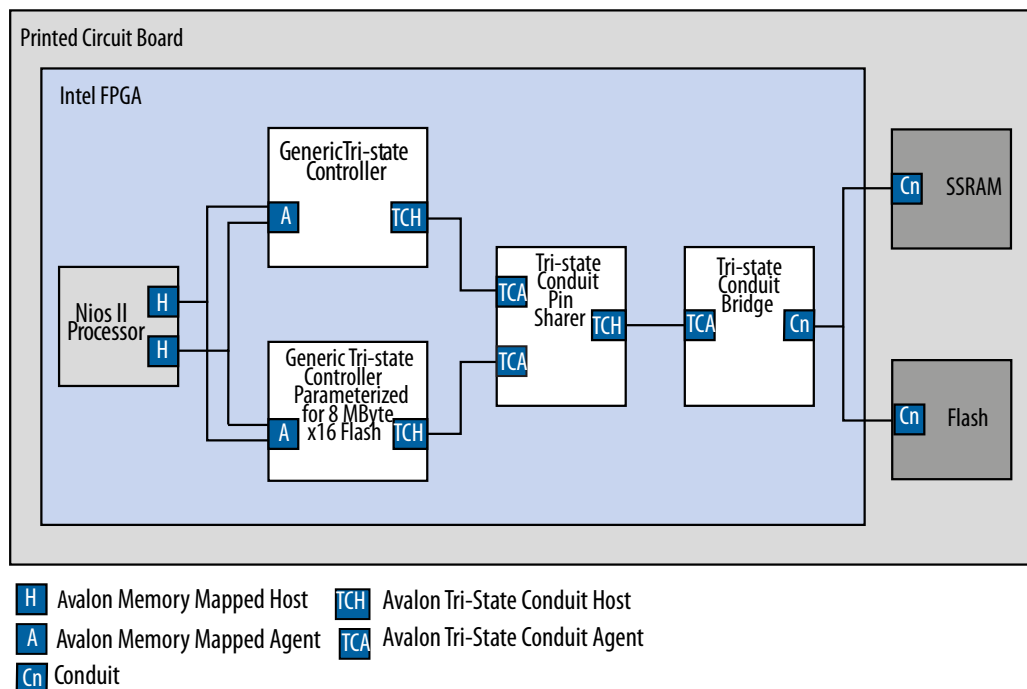 Printed Circuit Board
Intel FPGA
GenericTri-state
Controller
A
TCH
Cn
SSRAM
Nios II
Processor
H
H
Tri-state
Conduit
Pin
Sharer
TCA
TCH
TCA
Tri-state
Conduit
Bridge
TCA
Cn
Generic Tri-state
Controller
Parameterized
for 8 MByte
x16 Flash
A
TCH
Cn
Flash
H Avalon Memory Mapped Host
TCH Avalon Tri-State Conduit Host
A Avalon Memory Mapped Agent
TCA Avalon Tri-State Conduit Agent
Cn Conduit